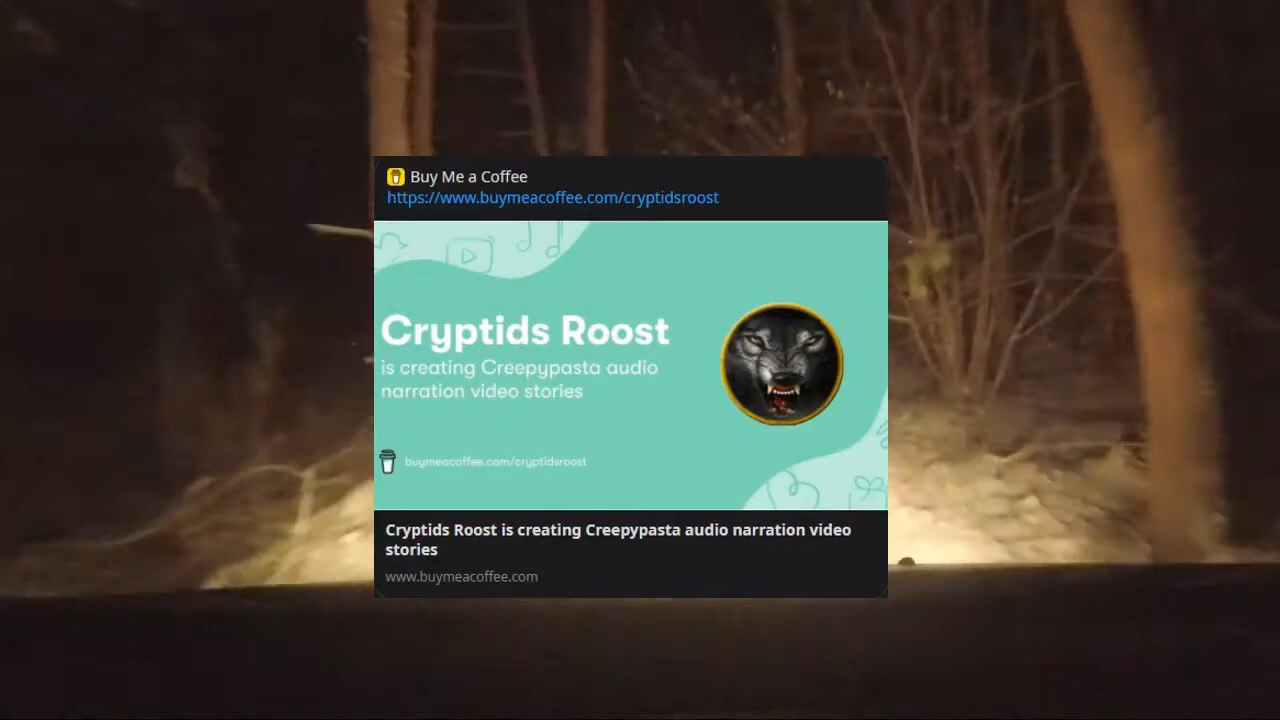 Buy Me a Coffee
https://www.buymeacoffee.com/cryptidsroost
Cryptids Roost
is creating Creepypasta audio
narration video stories
buymeacoffee.com/cryptidsroost
Cryptids Roost is creating Creepypasta audio narration video
stories
www.buymeacoffee.com